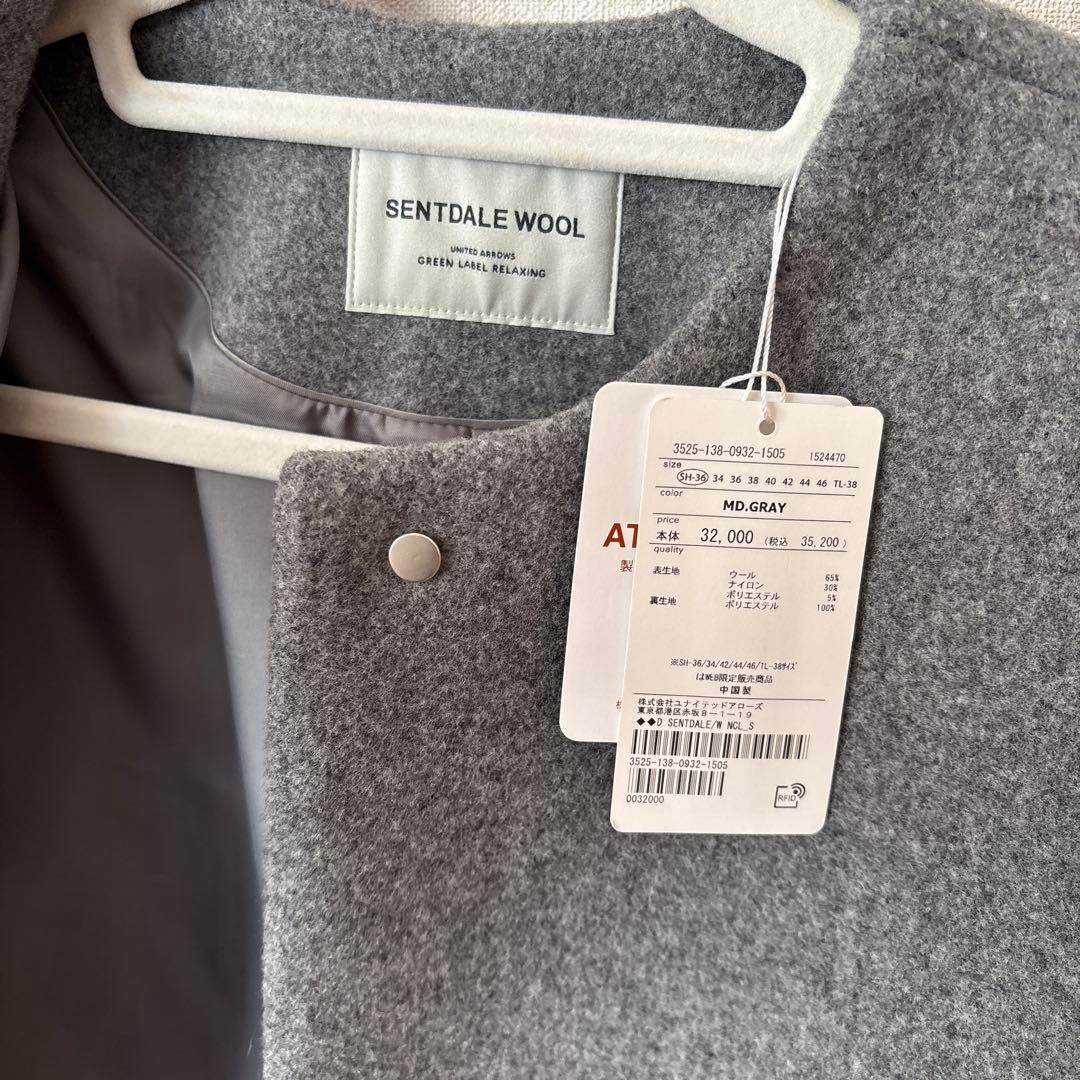 SENTDALE WOOL
UNITED ARROWS
GREEN LABEL RELAXING
3525-138-0932-1505 1524470
size
SH-36 34 36 38 40 42 44 46 TL-38
color
MD.GRAY
price
本体 32,000 (税込 35,200)
quality
表生地 ウール 65%
ナイロン 30%
ポリエステル 5%
裏生地 ポリエステル 100%
※SH-36/34/42/44/46/TL-38サイズ
はWEB限定販売商品
中国製
株式会社ユナイテッドアローズ
東京都港区赤坂8-1-19
◆◆D SENTDALE/W NCL_S
3525-138-0932-1505
0032000
RFID
AT
製